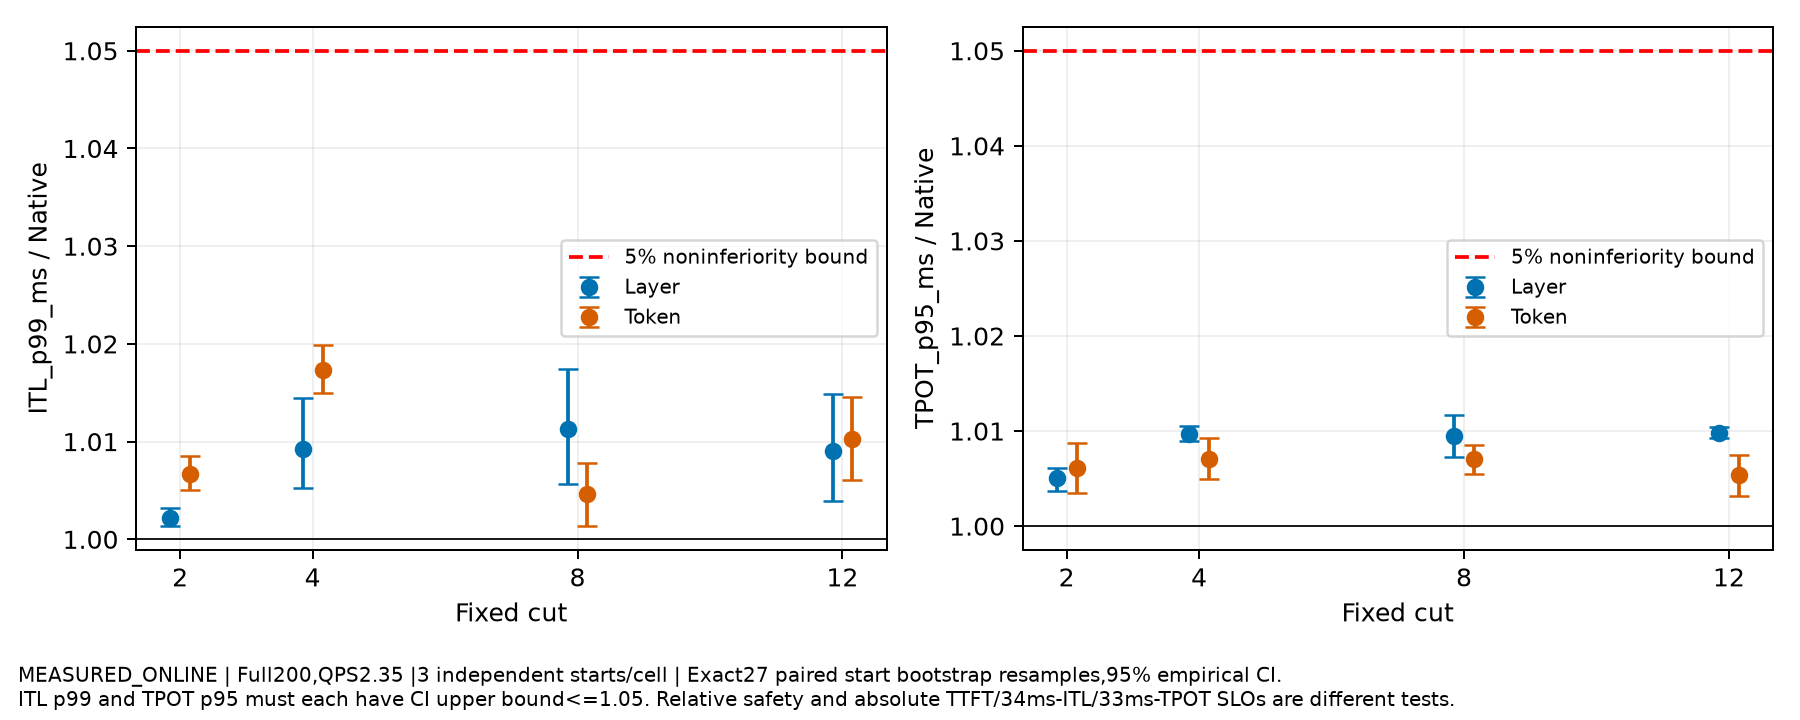 1.05
1.04
1.03
1.02
1.01
1.00
ITL_p99_ms / Native
5% noninferiority bound
Layer
Token
2 4 8 12
Fixed cut
1.05
1.04
1.03
1.02
1.01
1.00
TPOT_p95_ms / Native
5% noninferiority bound
Layer
Token
2 4 8 12
Fixed cut
MEASURED_ONLINE | Full200,QPS2.35 |3 independent starts/cell | Exact27 paired start bootstrap resamples,95% empirical CI.
ITL p99 and TPOT p95 must each have CI upper bound<=1.05. Relative safety and absolute TTFT/34ms-ITL/33ms-TPOT SLOs are different tests.